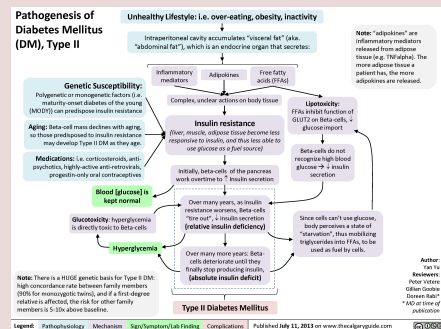 Pathogenesis of
Diabetes Mellitus
(DM), Type II
Unhealthy Lifestyle: i.e. over-eating, obesity, inactivity
Intraperitoneal cavity accumulates "visceral fat" (aka.
"abdominal fat"), which is an endocrine organ that secretes:
Note: "adipokines" are
inflammatory mediators
released from adipose
tissue (e.g. TNFalpha). The
more adipose tissue a
patient has, the more
adipokines are released.
Inflammatory
mediators
Adipokines
Free fatty
acids (FFAs)
Complex, unclear actions on body tissue
Genetic Susceptibility:
Polygenetic or monogenetic factors (i.e.
maturity-onset diabetes of the young
(MODY)) can predispose insulin resistance
Aging: Beta-cell mass declines with aging,
so those predisposed to insulin resistance
may develop Type II DM as they age.
Medications: i.e. corticosteroids, anti-
psychotics, highly-active anti-retrovirals,
progestin-only oral contraceptives
Insulin resistance
(liver, muscle, adipose tissue become less
responsive to insulin, and thus less able to
use glucose as a fuel source)
Lipotoxicity:
FFAs inhibit function of
GLUT2 on Beta-cells, ↓
glucose import
Beta-cells do not
recognize high blood
glucose → ↓ insulin
secretion
Initially, beta-cells of the pancreas
work overtime to ↑ Insulin secretion
Blood [glucose] is
kept normal
Over many years, as insulin
resistance worsens, Beta-cells
"tire out", ↓ insulin secretion
(relative insulin deficiency)
Glucotoxicity: hyperglycemia
is directly toxic to Beta-cells
Hyperglycemia
Over many more years: Beta-
cells deteriorate until they
finally stop producing insulin,
(absolute insulin deficit)
Since cells can't use glucose,
body perceives a state of
"starvation", thus mobilizing
triglycerides into FFAs, to be
used as fuel by cells.
Note: There is a HUGE genetic basis for Type II DM:
high concordance rate between family members
(90% for monozygotic twins), and if a first-degree
relative is affected, the risk for other family
members is 5-10x above baseline.
Type II Diabetes Mellitus
Author:
Yan Yu
Reviewers:
Peter Vetere
Gillian Goobie
Doreen Rabi*
* MD at time of
publication
Legend: Pathophysiology Mechanism Sign/Symptom/Lab Finding Complications Published July 11, 2013 on www.thecalgaryguide.com